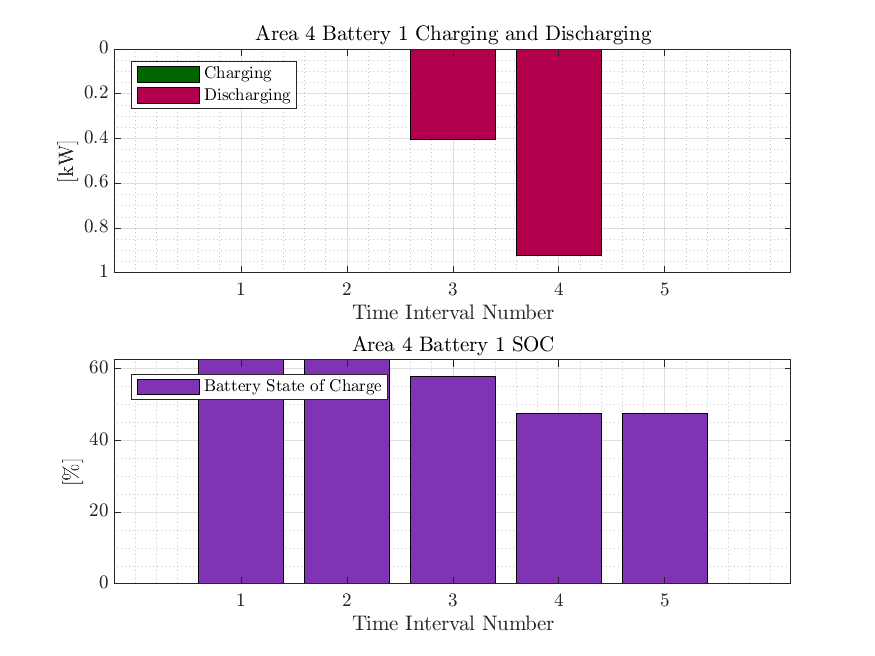 Area 4 Battery 1 Charging and Discharging
0
0.2
0.4
0.6
0.8
1
[kW]
Charging
Discharging
1 2 3 4 5
Time Interval Number
Area 4 Battery 1 SOC
60
40
20
0
[%]
Battery State of Charge
1 2 3 4 5
Time Interval Number